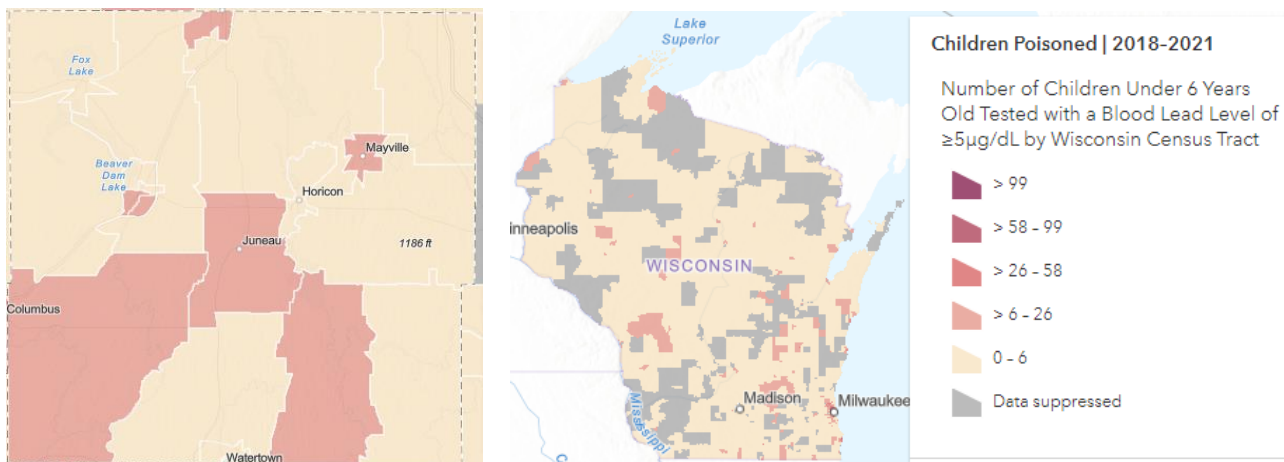 Fox
Lake
Beaver
Dam
Lake
Mayville
Horicon
Juneau
1186 ft
Columbus
Watertown
Lake
Superior
inneapolis
WISCONSIN
Madison
Milwaukee
Mississippi
C
Children Poisoned | 2018-2021
Number of Children Under 6 Years
Old Tested with a Blood Lead Level of
≥5µg/dL by Wisconsin Census Tract
> 99
> 58 - 99
> 26 - 58
> 6 - 26
0 - 6
Data suppressed